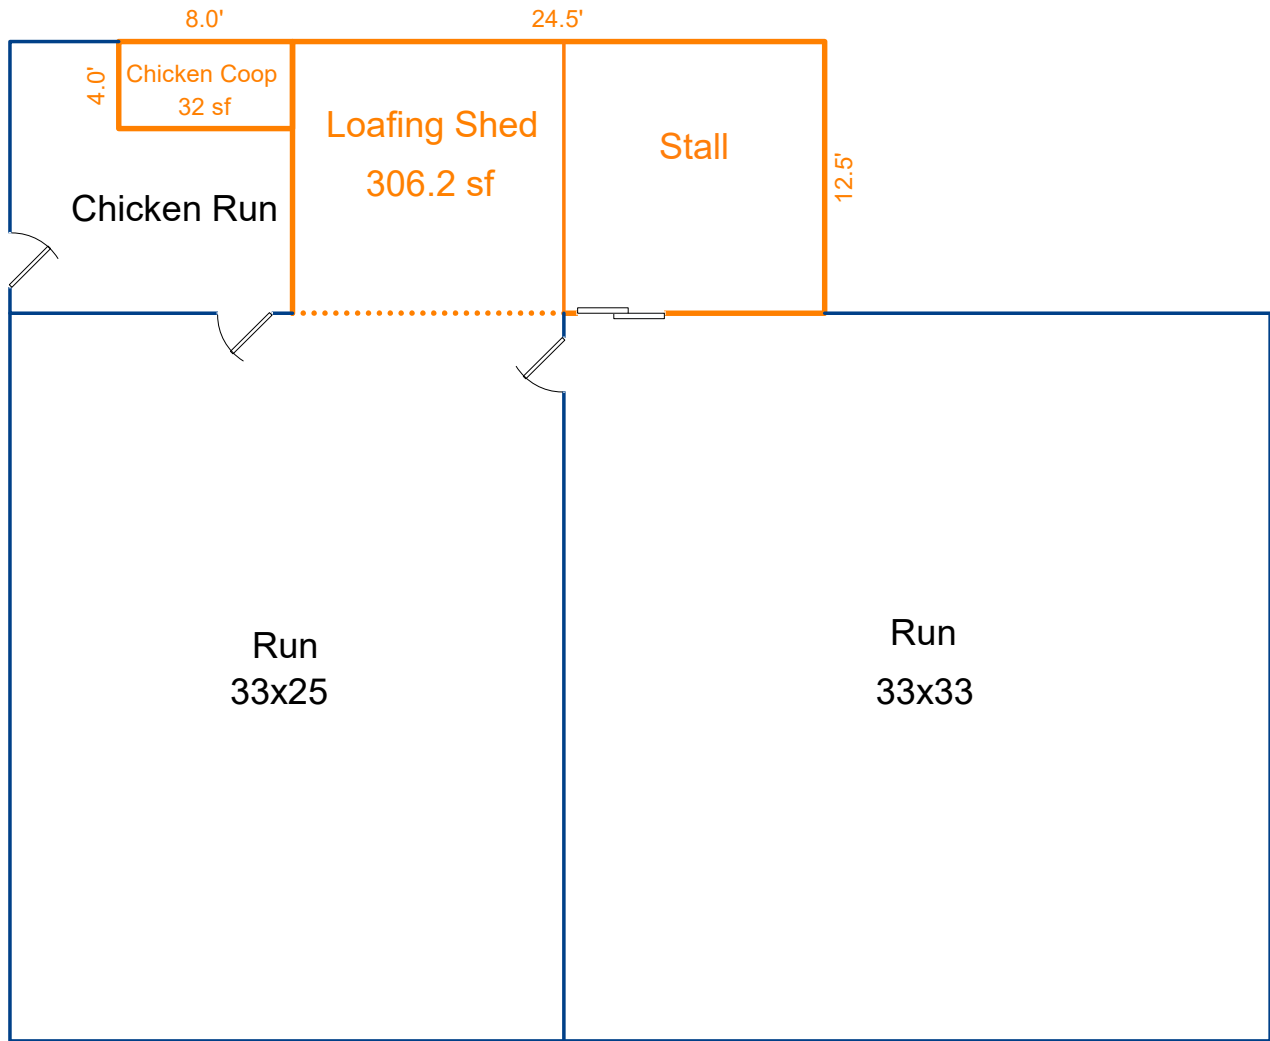 8.0'
24.5'
4.0'
Chicken Coop
32 sf
Loafing Shed
306.2 sf
Stall
12.5'
Chicken Run
Run
33x25
Run
33x33